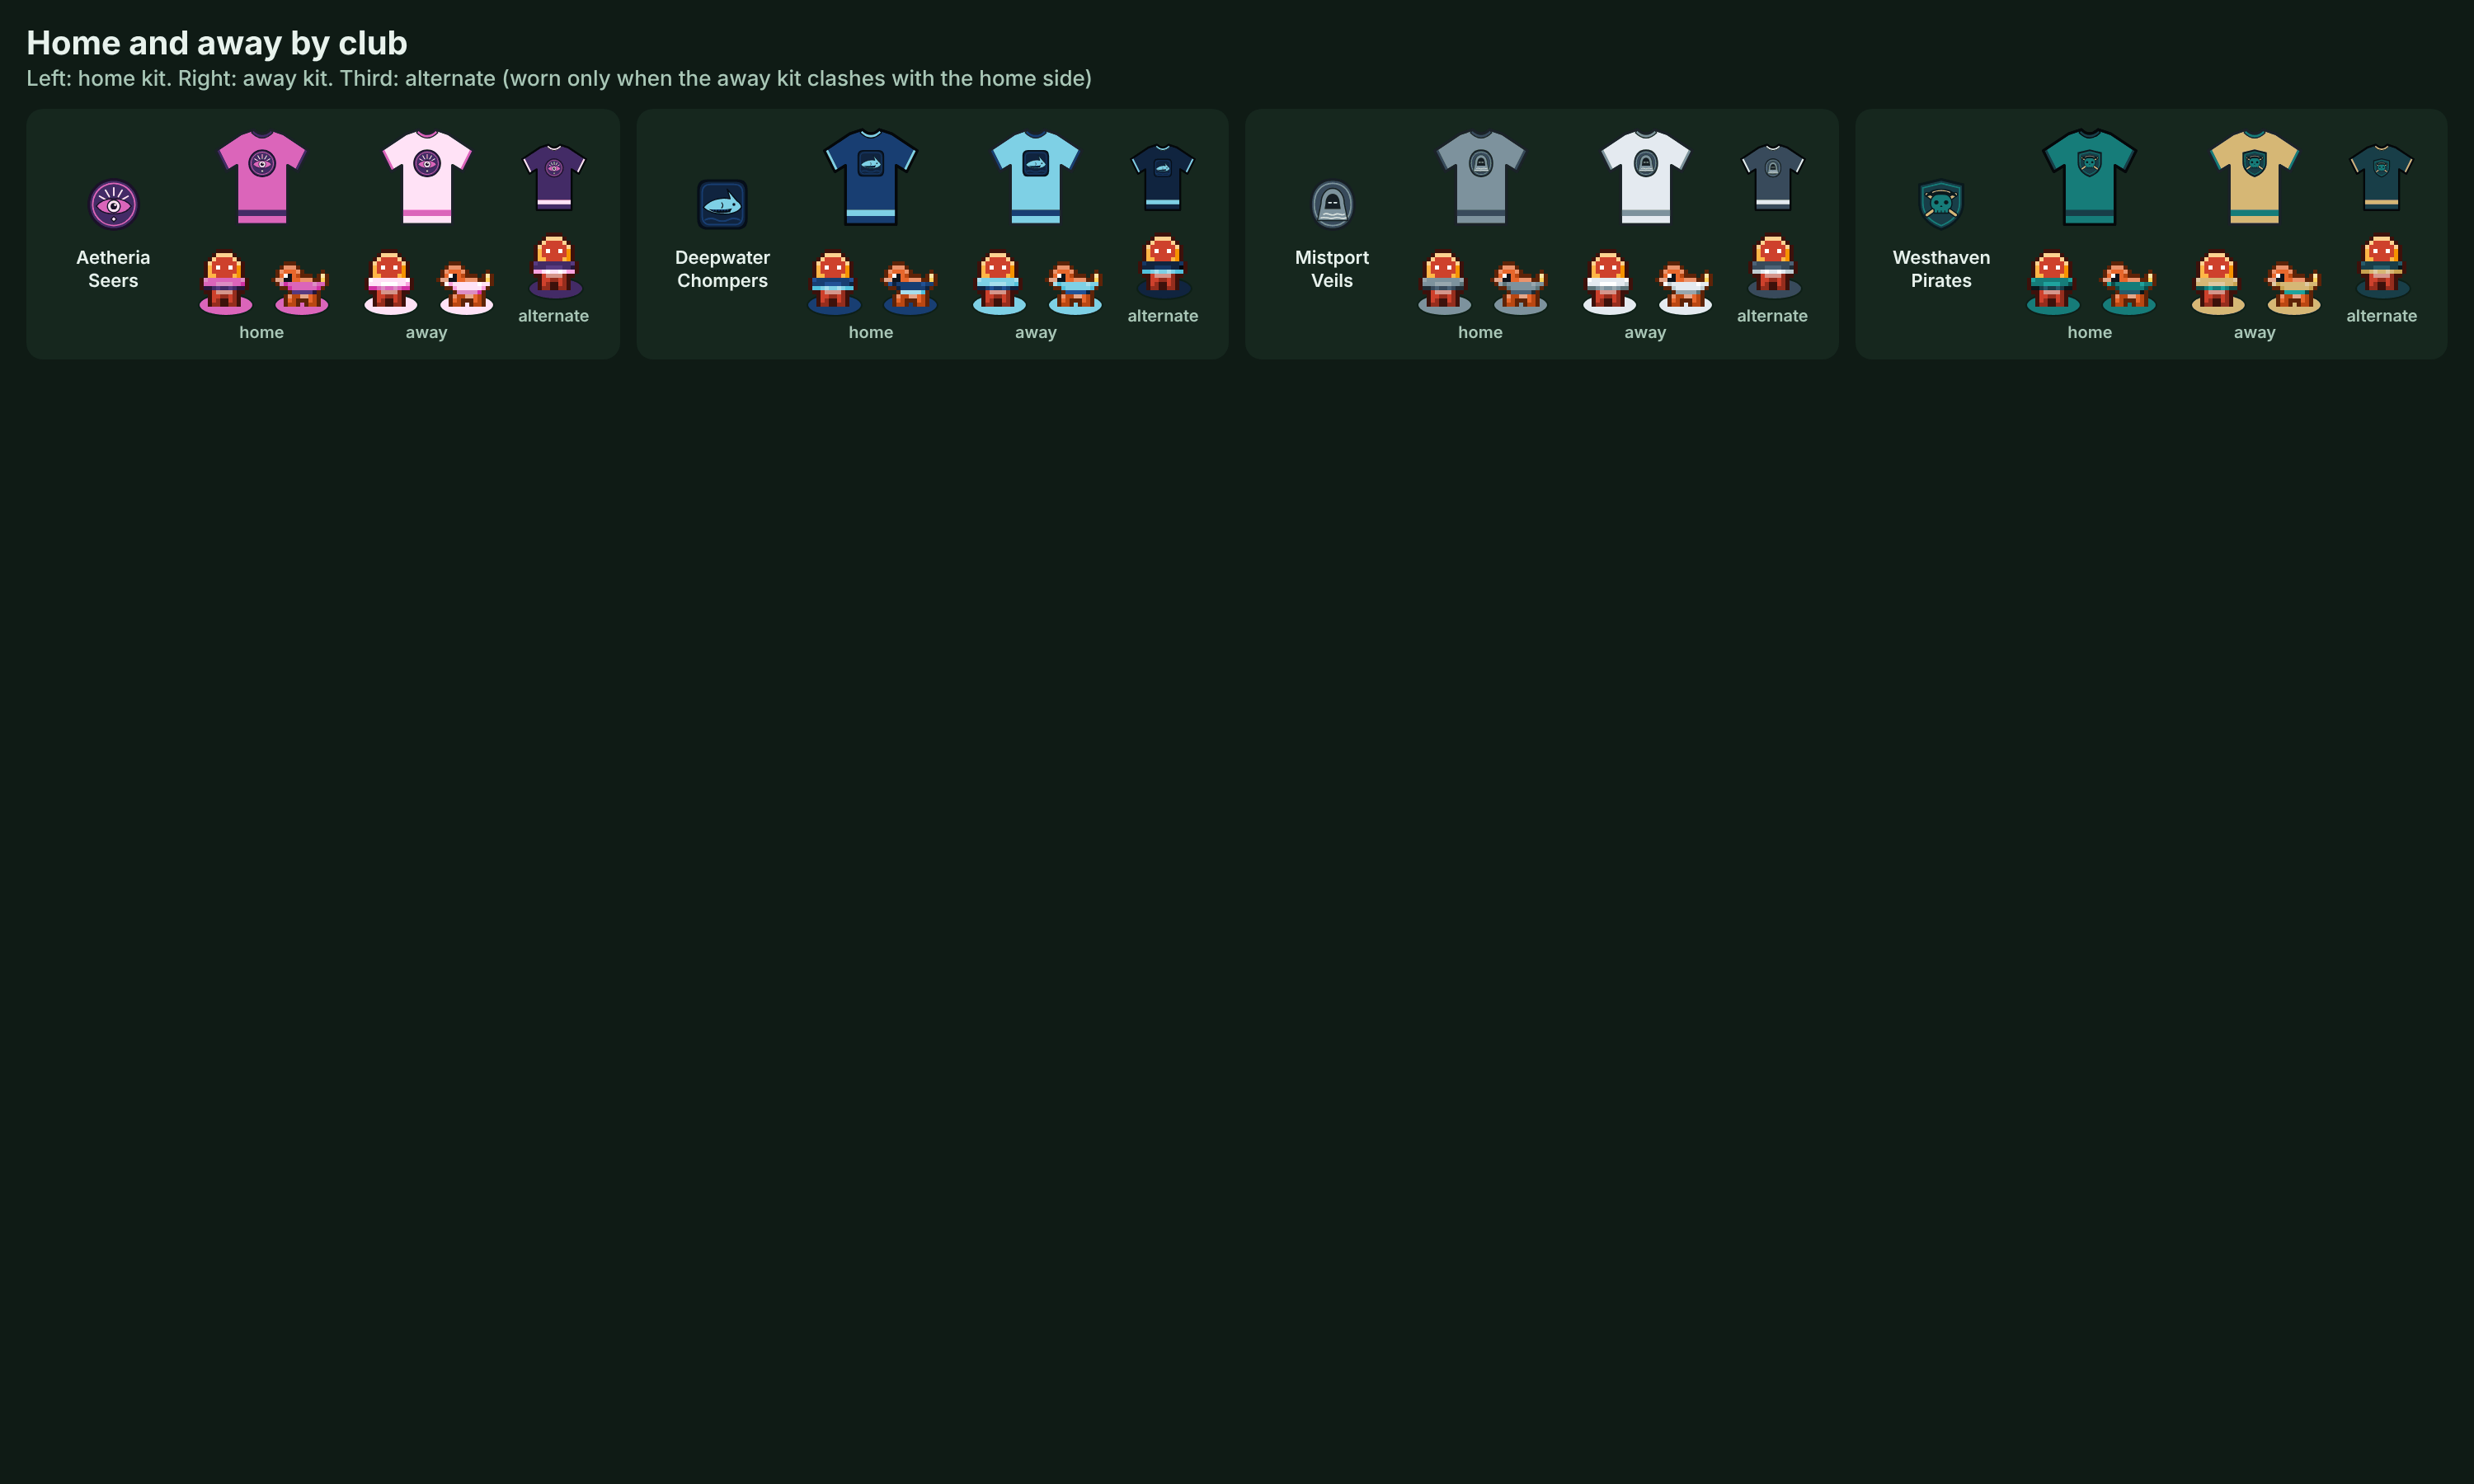 Home and away by club
Left: home kit. Right: away kit. Third: alternate (worn only when the away kit clashes with the home side)
Aetheria
Seers
home
away
alternate
Deepwater
Chompers
home
away
alternate
Mistport
Veils
home
away
alternate
Westhaven
Pirates
home
away
alternate